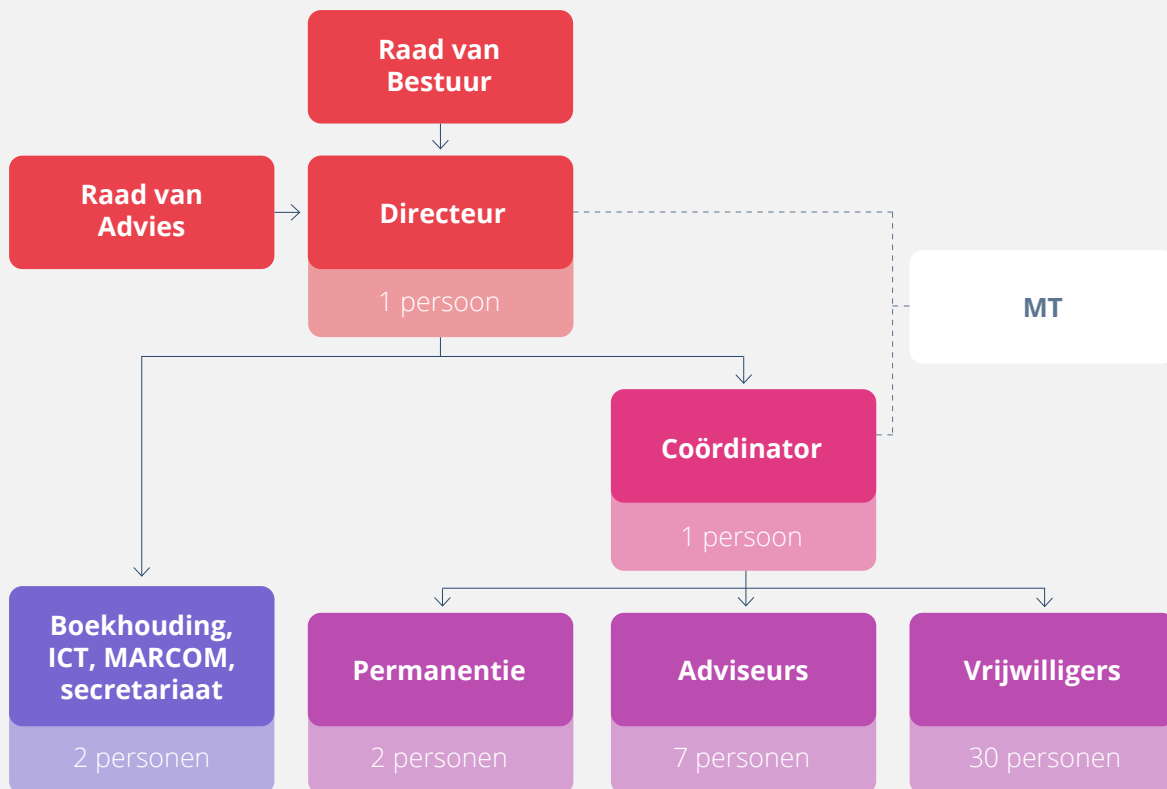 Raad van
Bestuur
Raad van
Advies
Directeur
1 persoon
MT
Coördinator
1 persoon
Boekhouding,
ICT, MARCOM,
secretariaat
2 personen
Permanentie
2 personen
Adviseurs
7 personen
Vrijwilligers
30 personen